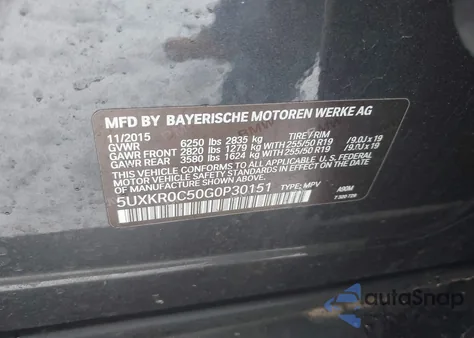 MFD BY BAYERISCHE MOTOREN WERKE AG
11/2015
GVWR 6250 lbs 2835 kg TIRE/RIM
GAWR FRONT 2820 lbs 1279 kg WITH 255/50 R19 /9.0J x 19
GAWR REAR 3580 lbs 1624 kg WITH 255/50 R19 /9.0J x 19
THIS VEHICLE CONFORMS TO ALL APPLICABLE U.S. FEDERAL
MOTOR VEHICLE SAFETY STANDARDS IN EFFECT ON THE DATE OF
MANUFACTURE SHOWN ABOVE.
5UXKR0C50G0P30151 TYPE: MPV A90M
AutoSnap